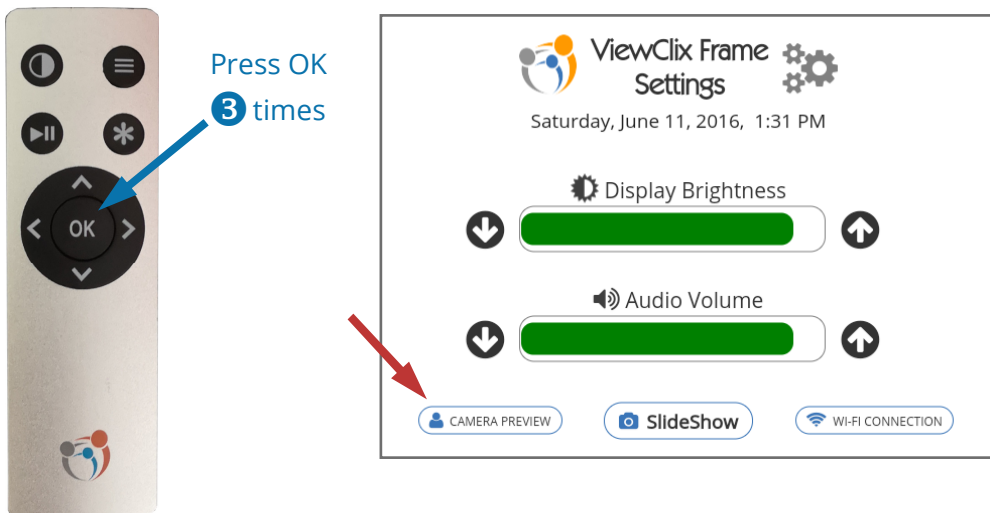 Press OK
3 times
OK
ViewClix Frame
Settings
Saturday, June 11, 2016, 1:31 PM
Display Brightness
Audio Volume
CAMERA PREVIEW
SlideShow
WI-FI CONNECTION